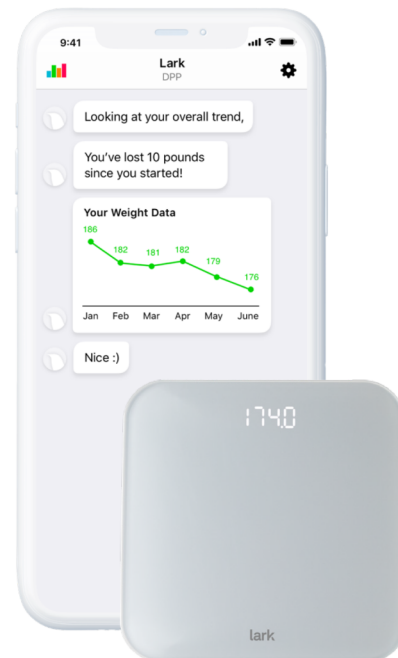 9:41
Lark
DPP
Looking at your overall trend,
You've lost 10 pounds
since you started!
Your Weight Data
186
182
181
182
179
176
Jan Feb Mar Apr May June
Nice :)
174.0
lark